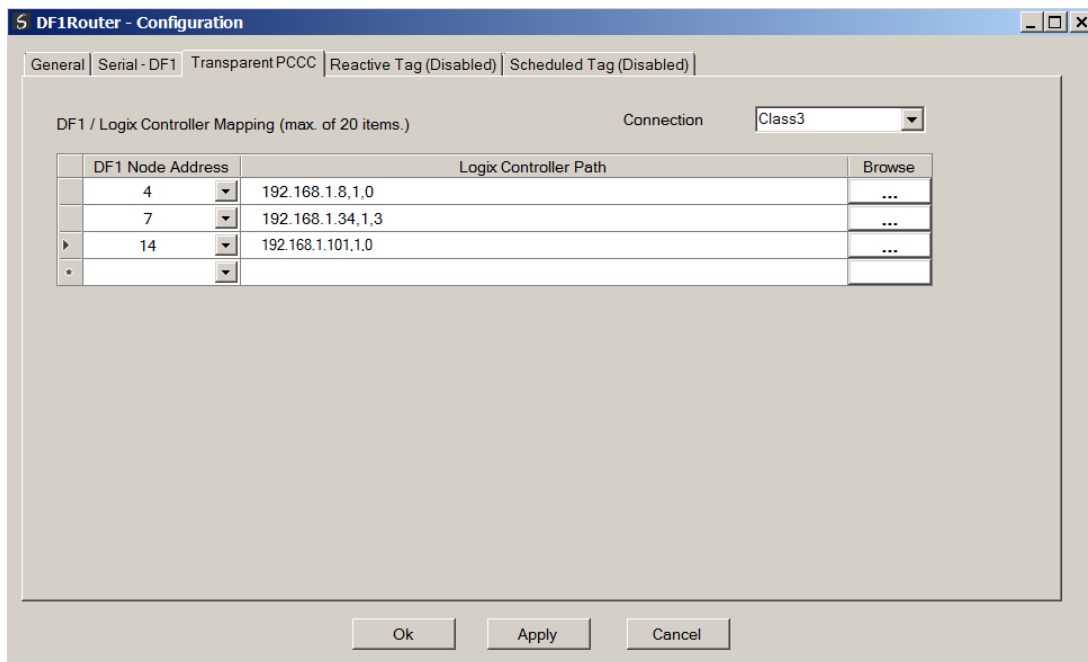 DF1Router - Configuration
General Serial - DF1 Transparent PCCC Reactive Tag (Disabled) Scheduled Tag (Disabled)
DF1 / Logix Controller Mapping (max. of 20 items.) Connection Class3
DF1 Node Address Logix Controller Path Browse
4 192.168.1.8,1,0 ...
7 192.168.1.34,1,3 ...
14 192.168.1.101,1,0 ...
*
Ok Apply Cancel